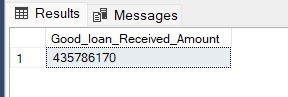 Results Messages
Good_loan_Received_Amount
1 435786170